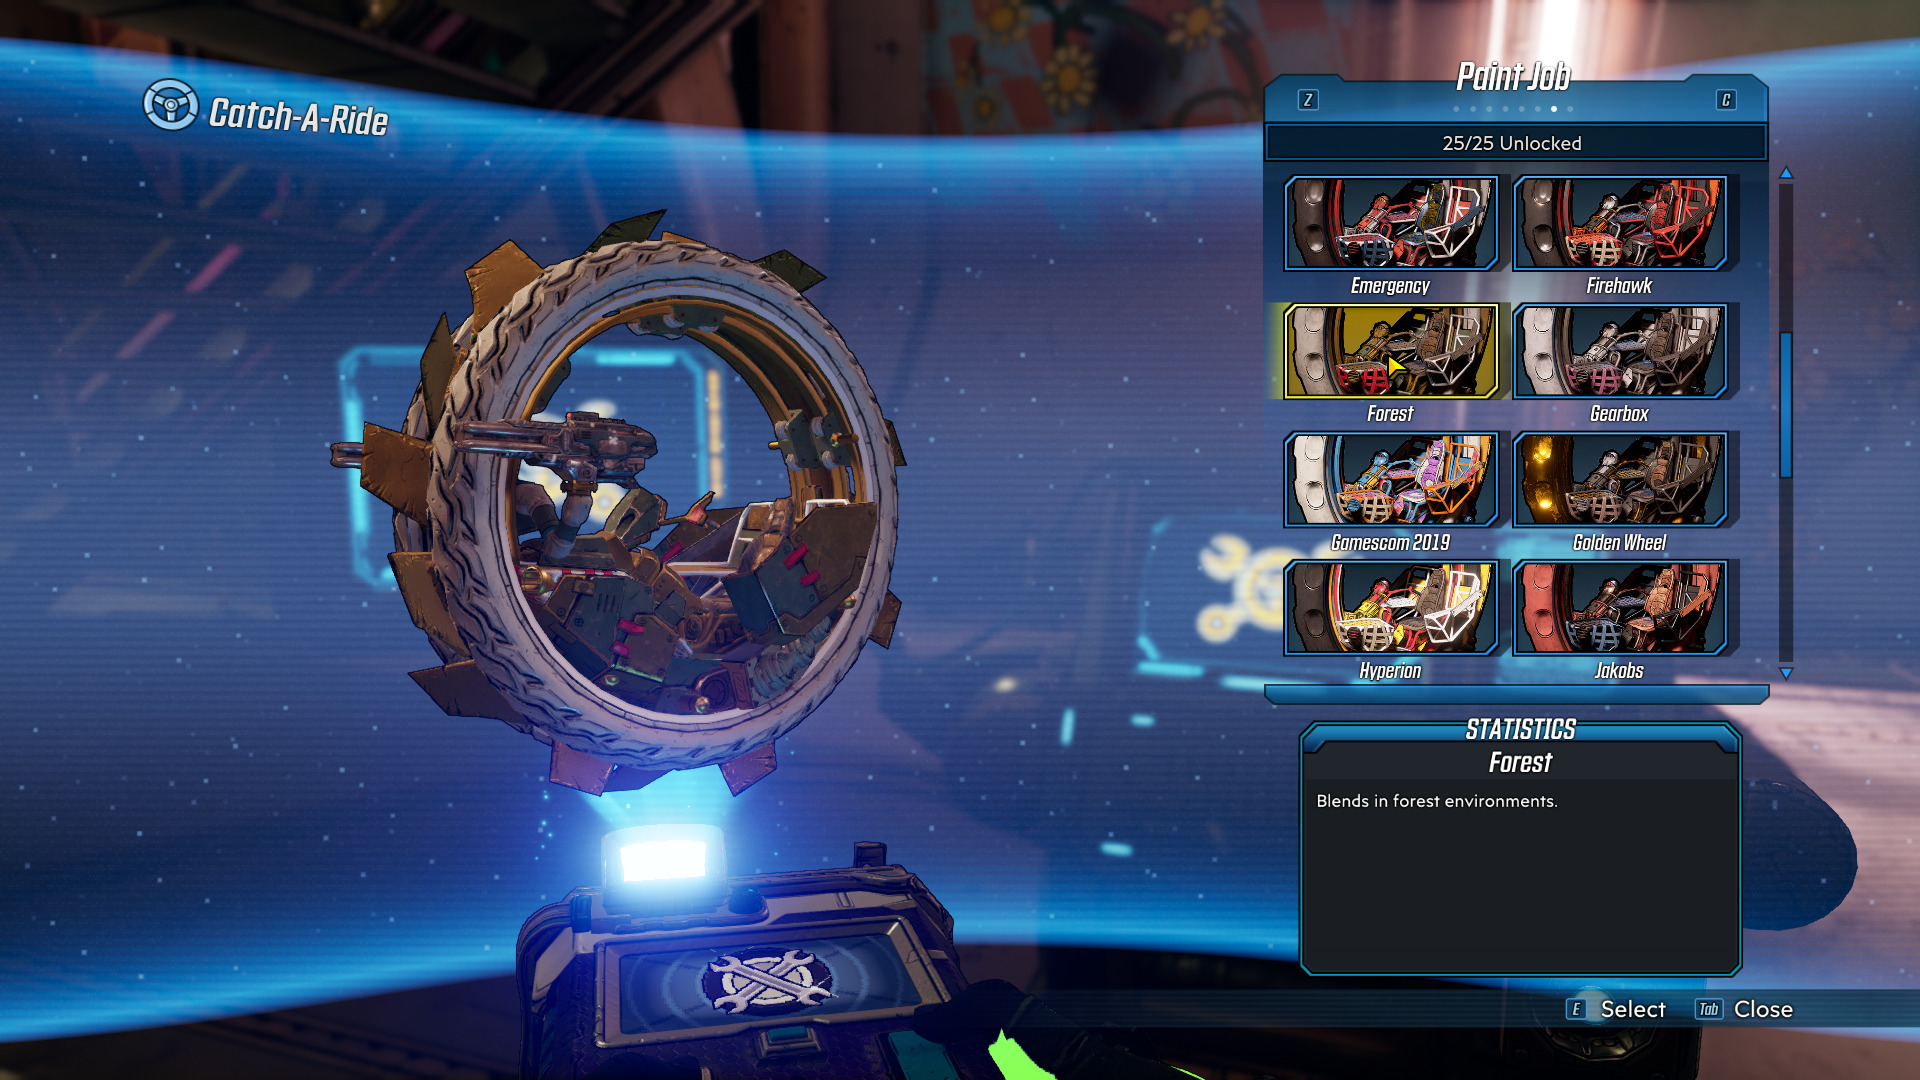 Catch-A-Ride
Paint Job
Z
C
25/25 Unlocked
Emergency
Firehawk
Forest
Gearbox
Gamescom 2019
Golden Wheel
Hyperion
Jakobs
STATISTICS
Forest
Blends in forest environments.
E Select
Tab Close